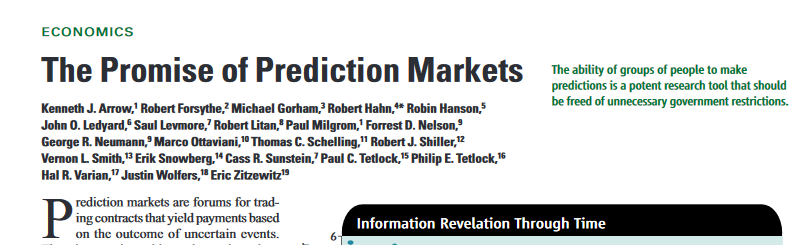 ECONOMICS
The Promise of Prediction Markets
The ability of groups of people to make
predictions is a potent research tool that should
be freed of unnecessary government restrictions.
Kenneth J. Arrow,1 Robert Forsythe,2 Michael Gorham,3 Robert Hahn,4* Robin Hanson,5
John O. Ledyard,6 Saul Levmore,7 Robert Litan,8 Paul Milgrom,1 Forrest D. Nelson,9
George R. Neumann,9 Marco Ottaviani,10 Thomas C. Schelling,11 Robert J. Shiller,12
Vernon L. Smith,13 Erik Snowberg,14 Cass R. Sunstein,7 Paul C. Tetlock,15 Philip E. Tetlock,16
Hal R. Varian,17 Justin Wolfers,18 Eric Zitzewitz19
Prediction markets are forums for trad-
ing contracts that yield payments based
on the outcome of uncertain events.
Information Revelation Through Time
6